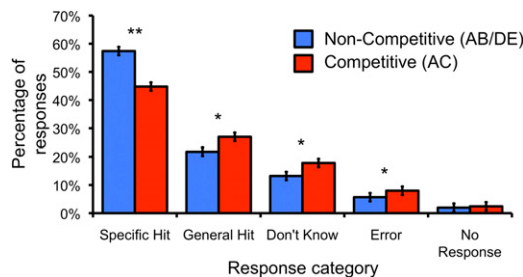 70%
60%
50%
40%
30%
20%
10%
0%
Percentage of
responses
**
*
*
*
Non-Competitive (AB/DE)
Competitive (AC)
Specific Hit
General Hit
Don't Know
Error
No
Response
Response category